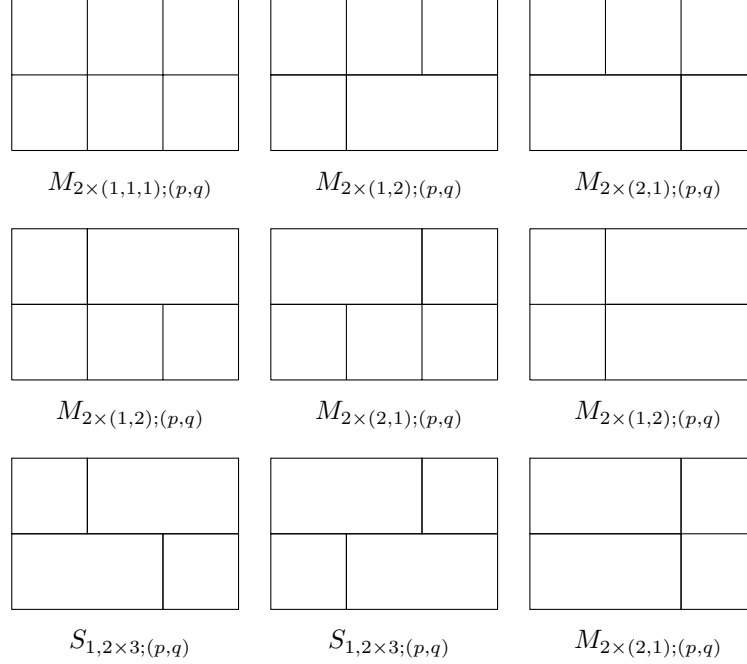 M_{2×(1,1,1);(p,q)} M_{2×(1,2);(p,q)} M_{2×(2,1);(p,q)}
M_{2×(1,2);(p,q)} M_{2×(2,1);(p,q)} M_{2×(1,2);(p,q)}
S_{1,2×3;(p,q)} S_{1,2×3;(p,q)} M_{2×(2,1);(p,q)}